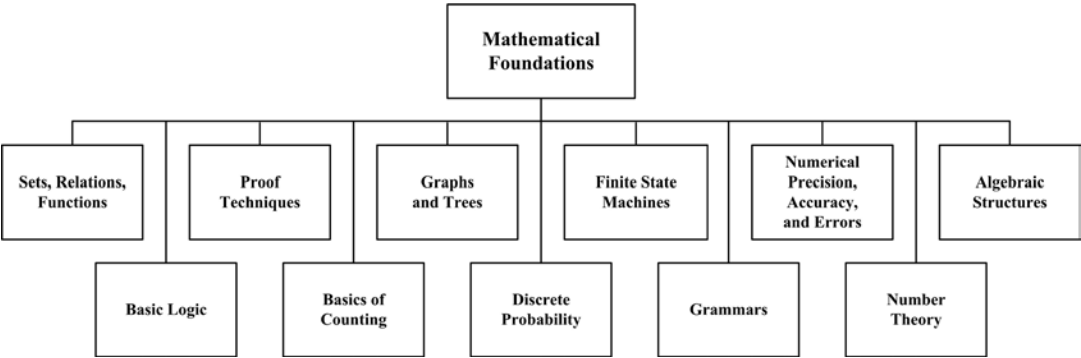 Mathematical
Foundations
Sets, Relations,
Functions
Proof
Techniques
Graphs
and Trees
Finite State
Machines
Numerical
Precision,
Accuracy,
and Errors
Algebraic
Structures
Basic Logic
Basics of
Counting
Discrete
Probability
Grammars
Number
Theory